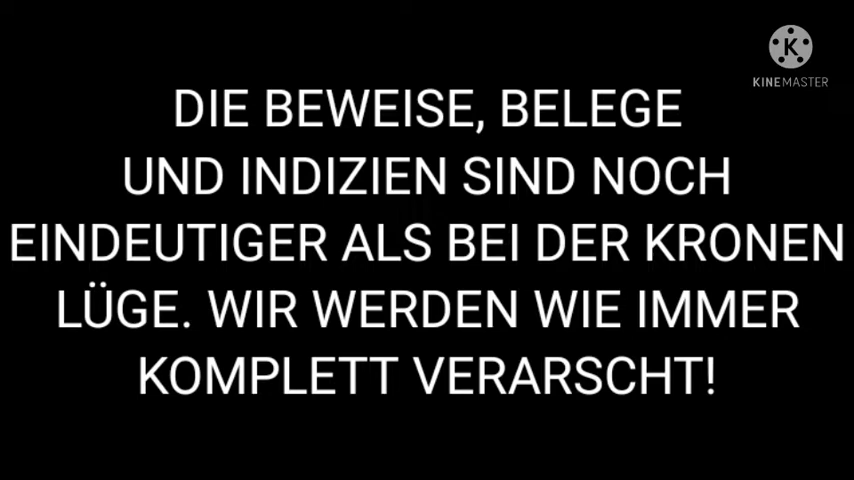 K
KINEMASTER
DIE BEWEISE, BELEGE
UND INDIZIEN SIND NOCH
EINDEUTIGER ALS BEI DER KRONEN
LÜGE. WIR WERDEN WIE IMMER
KOMPLETT VERARSCHT!